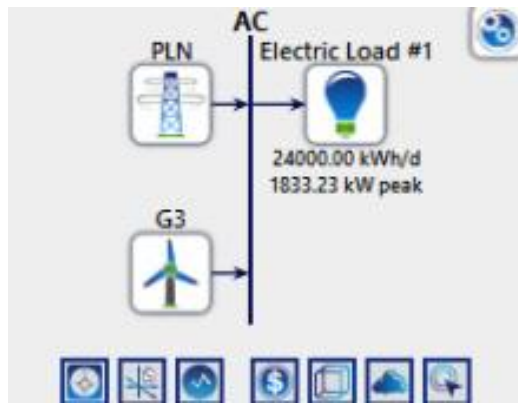 AC
PLN
Electric Load #1
24000.00 kWh/d
1833.23 kW peak
G3